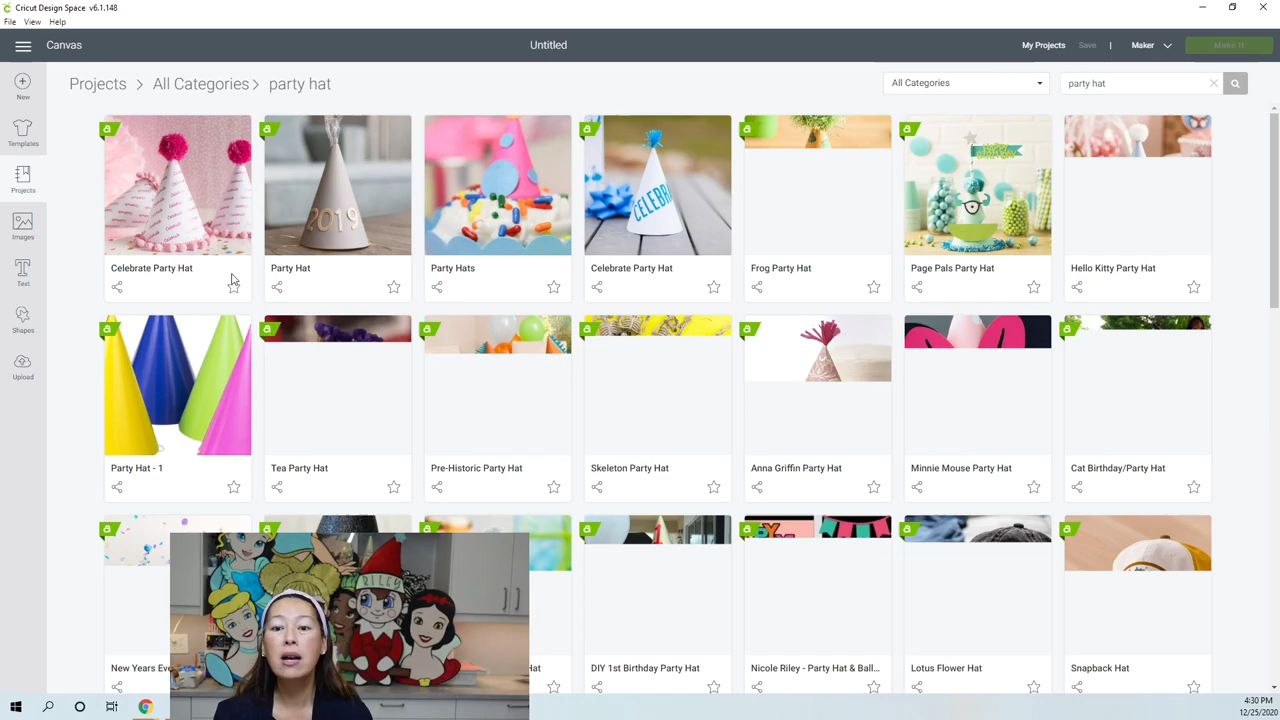 Cricut Design Space v6.1.148
File View Help
Canvas
Untitled
My Projects Save | Maker Make It
New
Templates
Projects
Images
Text
Shapes
Upload
Projects > All Categories > party hat
All Categories
party hat
2019
CELEBRA
Celebrate Party Hat
Party Hat
Party Hats
Celebrate Party Hat
Frog Party Hat
Page Pals Party Hat
Hello Kitty Party Hat
Party Hat - 1
Tea Party Hat
Pre-Historic Party Hat
Skeleton Party Hat
Anna Griffin Party Hat
Minnie Mouse Party Hat
Cat Birthday/Party Hat
RILEY
New Years Ev
Hat
DIY 1st Birthday Party Hat
Nicole Riley - Party Hat & Ball...
Lotus Flower Hat
Snapback Hat
4:30 PM
12/25/2020